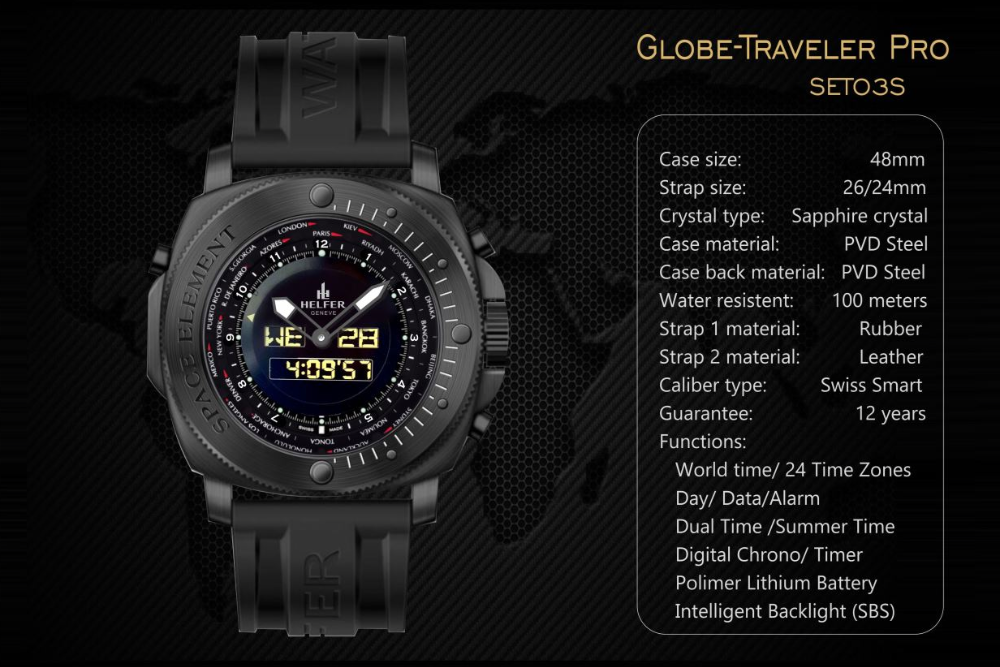 GLOBE-TRAVELER PRO
SET03S
Case size: 48mm
Strap size: 26/24mm
Crystal type: Sapphire crystal
Case material: PVD Steel
Case back material: PVD Steel
Water resistent: 100 meters
Strap 1 material: Rubber
Strap 2 material: Leather
Caliber type: Swiss Smart
Guarantee: 12 years
Functions:
World time/ 24 Time Zones
Day/ Data/Alarm
Dual Time /Summer Time
Digital Chrono/ Timer
Polimer Lithium Battery
Intelligent Backlight (SBS)
WAT
SPACE ELEMENT
LONDON
PARIS
KIEV
RIYADH
MOSCOW
KARACHI
DHAKA
BANGKOK
BEIJING
TOKYO
SYDNEY
NOUMEA
AUCKLAND
TONGA
HONOLULU
ANCHORAGE
LOS ANGELES
DENVER
MEXICO
NEW YORK
PUERTO RICO
R. DE JANEIRO
S.GEORGIA
AZORES
12
1
2
3
4
5
7
8
9
10
11
HELFER
GENEVE
WE 28
4:09'57
FER